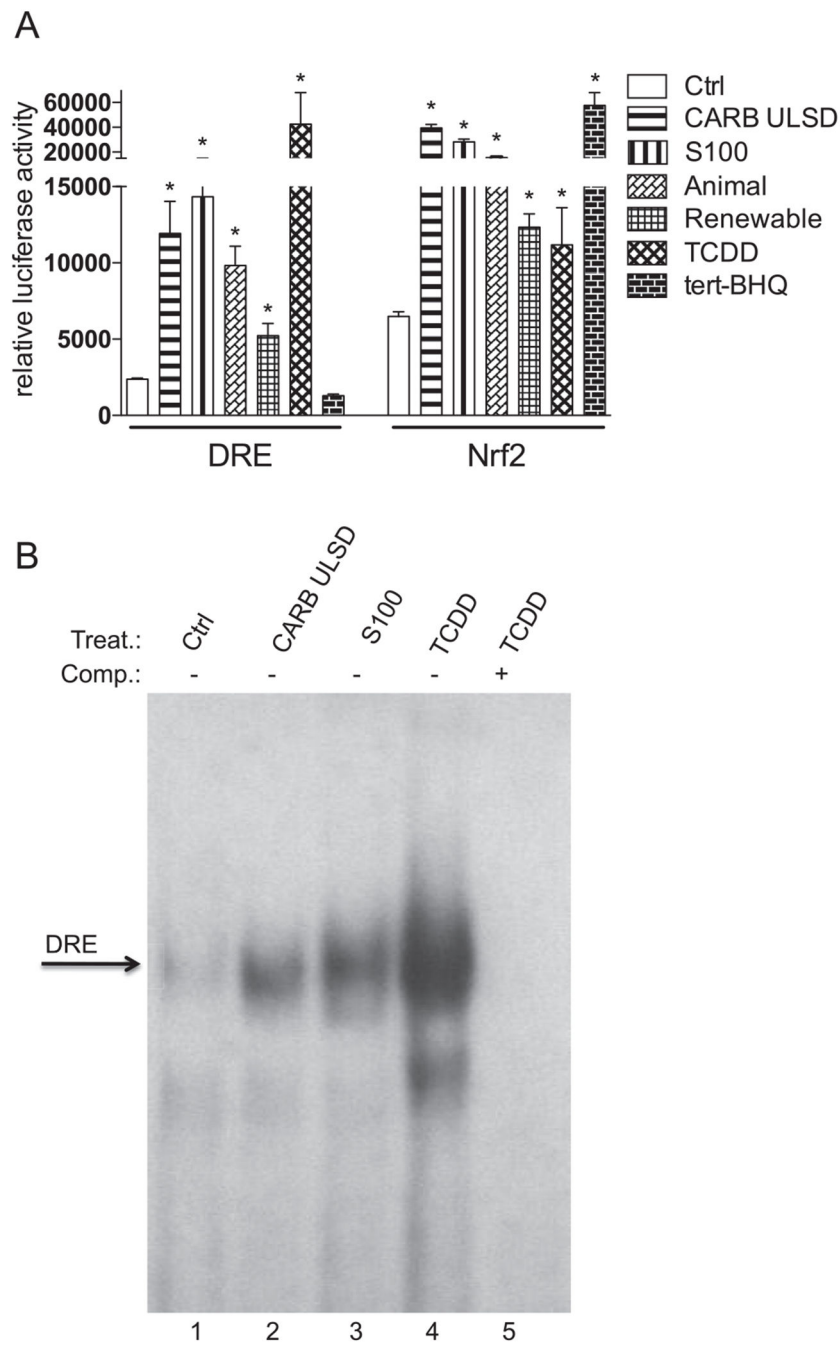 A
relative luciferase activity
60000
40000
20000
15000
10000
5000
0
* * * * *
* * * * * *
DRE Nrf2
Ctrl
CARB ULSD
S100
Animal
Renewable
TCDD
tert-BHQ
B
Treat.: Ctrl CARB ULSD S100 TCDD TCDD
Comp.: - - - - +
DRE
1 2 3 4 5